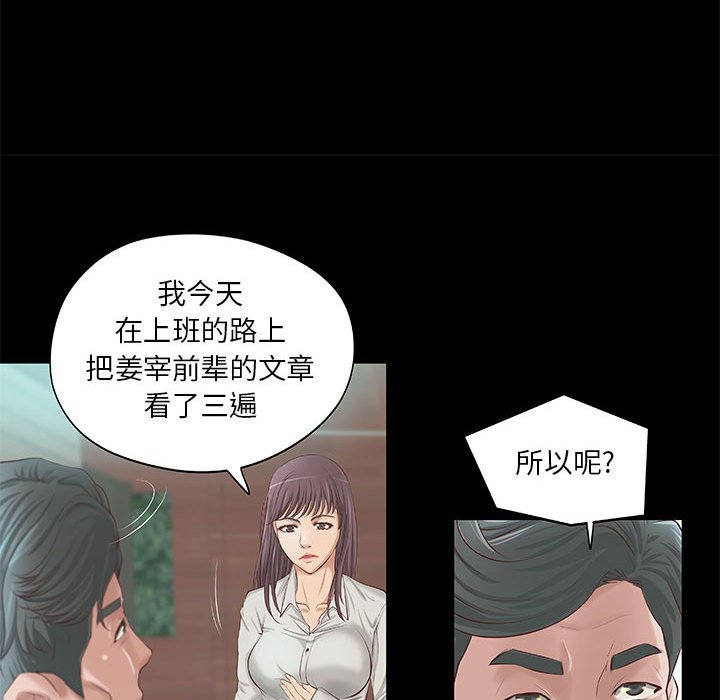 我今天
在上班的路上
把姜宰前辈的文章
看了三遍
所以呢?